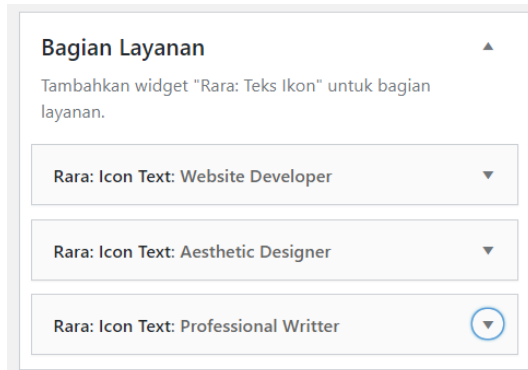 Bagian Layanan
Tambahkan widget "Rara: Teks Ikon" untuk bagian
layanan.
Rara: Icon Text: Website Developer
Rara: Icon Text: Aesthetic Designer
Rara: Icon Text: Professional Writter